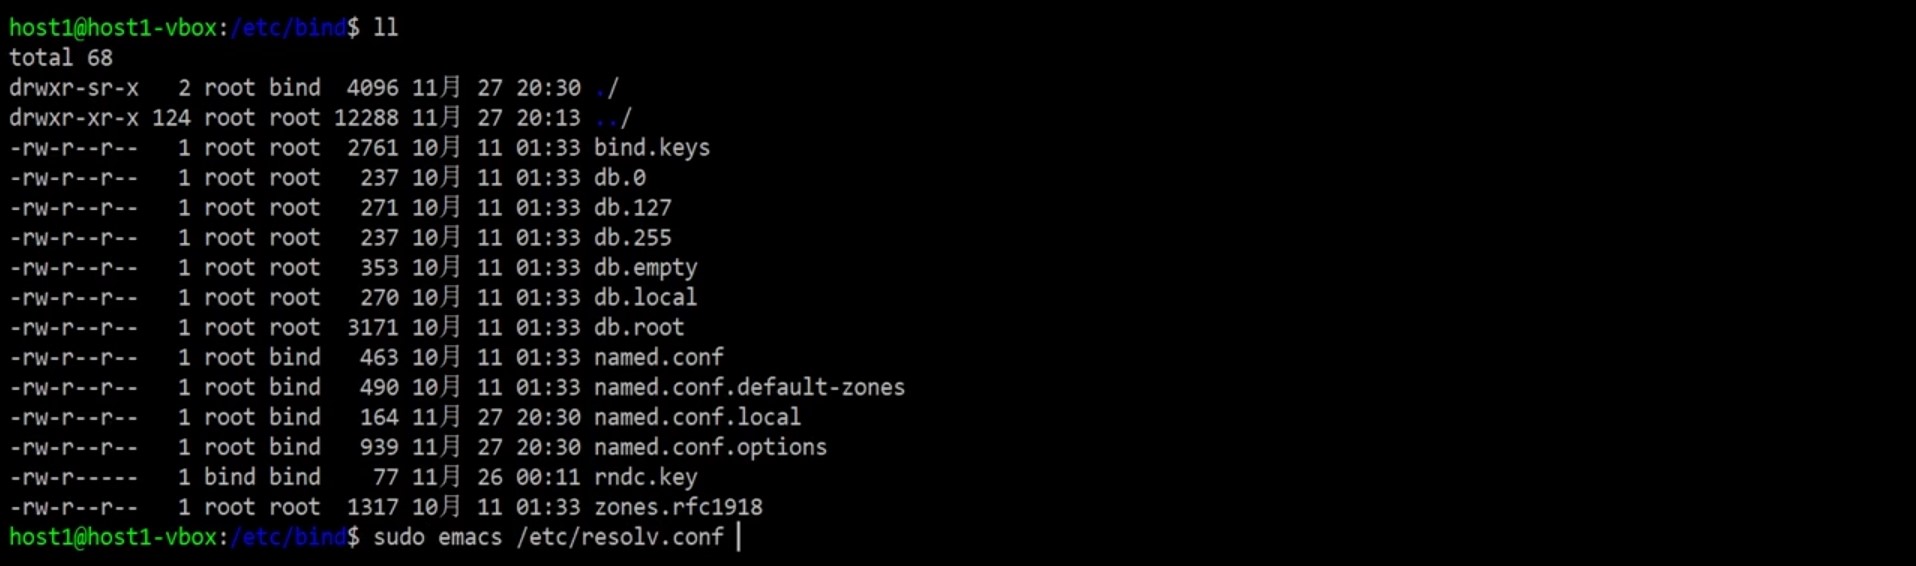 host1@host1-vbox:/etc/bind$ ll
total 68
drwxr-sr-x   2 root bind  4096 11月 27 20:30 ./
drwxr-xr-x 124 root root 12288 11月 27 20:13 ../
-rw-r--r--   1 root root  2761 10月 11 01:33 bind.keys
-rw-r--r--   1 root root   237 10月 11 01:33 db.0
-rw-r--r--   1 root root   271 10月 11 01:33 db.127
-rw-r--r--   1 root root   237 10月 11 01:33 db.255
-rw-r--r--   1 root root   353 10月 11 01:33 db.empty
-rw-r--r--   1 root root   270 10月 11 01:33 db.local
-rw-r--r--   1 root root  3171 10月 11 01:33 db.root
-rw-r--r--   1 root bind   463 10月 11 01:33 named.conf
-rw-r--r--   1 root bind   490 10月 11 01:33 named.conf.default-zones
-rw-r--r--   1 root bind   164 11月 27 20:30 named.conf.local
-rw-r--r--   1 root bind   939 11月 27 20:30 named.conf.options
-rw-r-----   1 bind bind    77 11月 26 00:11 rndc.key
-rw-r--r--   1 root root  1317 10月 11 01:33 zones.rfc1918
host1@host1-vbox:/etc/bind$ sudo emacs /etc/resolv.conf